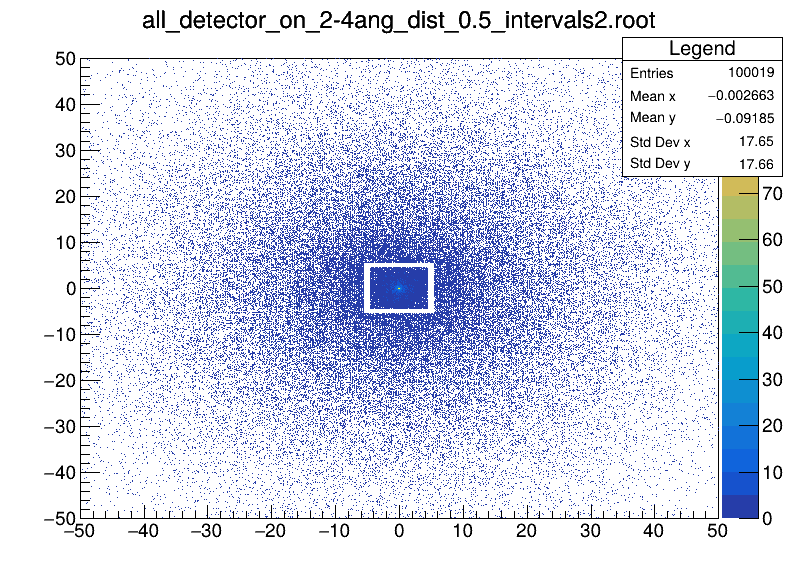 all_detector_on_2-4ang_dist_0.5_intervals2.root
Legend
Entries 100019
Mean x −0.002663
Mean y −0.09185
Std Dev x 17.65
Std Dev y 17.66
50
40
30
20
10
0
−10
−20
−30
−40
−50
−50 −40 −30 −20 −10 0 10 20 30 40 50
70
60
50
40
30
20
10
0